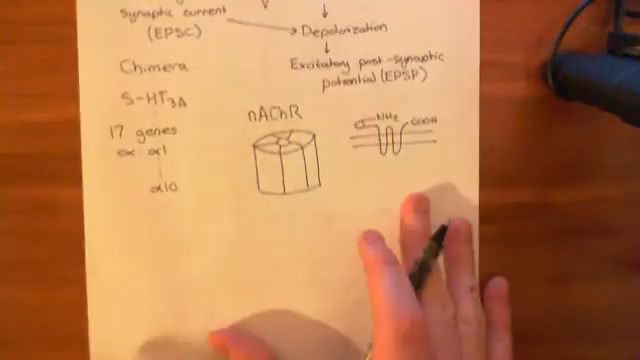 Synaptic current
(EPSC)
Depolarization
Excitatory post-synaptic
potential (EPSP)
Chimera
5-HT3A
17 genes
α α1
α10
nAChR
NH2
COOH